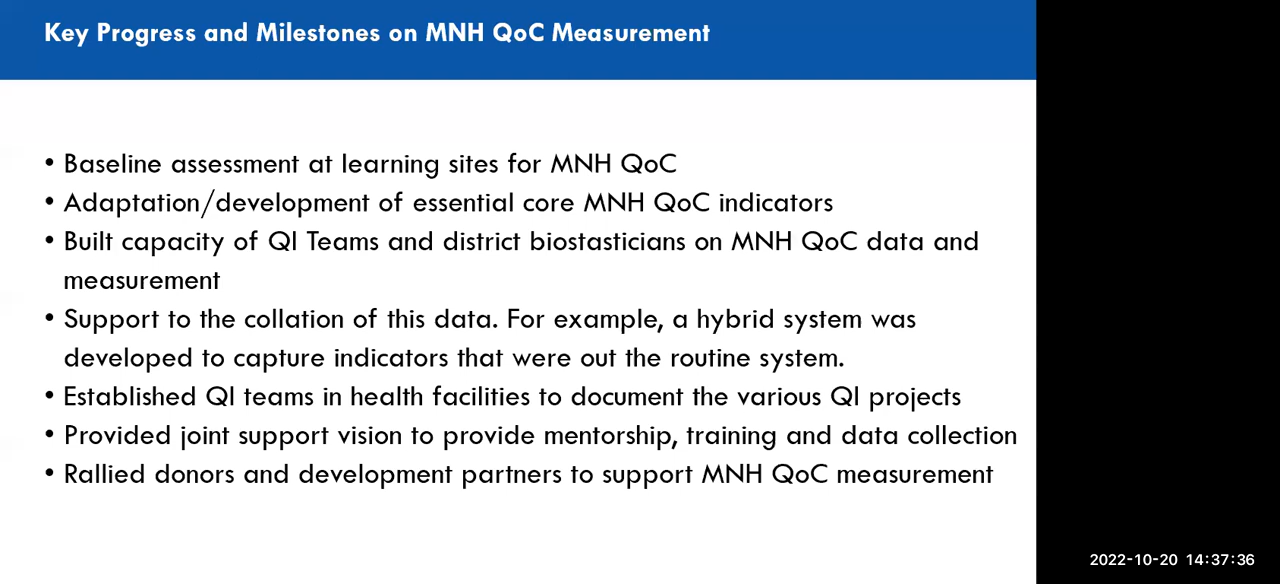 Key Progress and Milestones on MNH QoC Measurement
• Baseline assessment at learning sites for MNH QoC
• Adaptation/development of essential core MNH QoC indicators
• Built capacity of QI Teams and district biostasticians on MNH QoC data and
measurement
• Support to the collation of this data. For example, a hybrid system was
developed to capture indicators that were out the routine system.
• Established QI teams in health facilities to document the various QI projects
• Provided joint support vision to provide mentorship, training and data collection
• Rallied donors and development partners to support MNH QoC measurement
2022-10-20 14:37:36